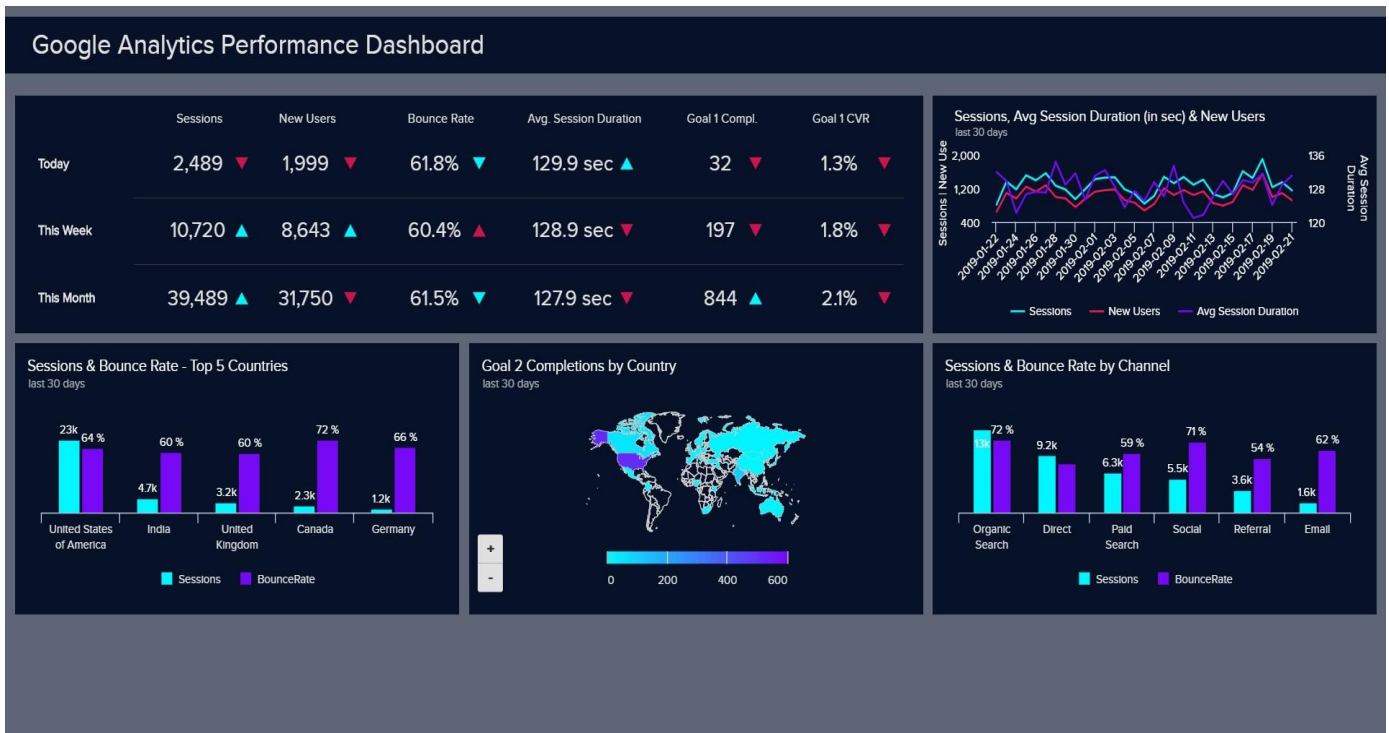 Google Analytics Performance Dashboard
Sessions New Users Bounce Rate Avg. Session Duration Goal 1 Compl. Goal 1 CVR
Today 2,489 ▼ 1,999 ▼ 61.8% ▼ 129.9 sec ▲ 32 ▼ 1.3% ▼
This Week 10,720 ▲ 8,643 ▲ 60.4% ▲ 128.9 sec ▼ 197 ▼ 1.8% ▼
This Month 39,489 ▲ 31,750 ▼ 61.5% ▼ 127.9 sec ▼ 844 ▲ 2.1% ▼
Sessions, Avg Session Duration (in sec) & New Users
last 30 days
Sessions | New Use
2,000
1,200
400
136
128
120
Avg Session
Duration
2019-01-22 2019-01-24 2019-01-26 2019-01-28 2019-01-30 2019-02-01 2019-02-03 2019-02-05 2019-02-07 2019-02-09 2019-02-11 2019-02-13 2019-02-15 2019-02-17 2019-02-19 2019-02-21
Sessions New Users Avg Session Duration
Sessions & Bounce Rate - Top 5 Countries
last 30 days
23k 64 % 4.7k 60 % 3.2k 60 % 2.3k 72 % 1.2k 66 %
United States India United Canada Germany
of America Kingdom
Sessions BounceRate
Goal 2 Completions by Country
last 30 days
+
-
0 200 400 600
Sessions & Bounce Rate by Channel
last 30 days
13k 72 % 9.2k 6.3k 59 % 5.5k 71 % 3.6k 54 % 1.6k 62 %
Organic Direct Paid Social Referral Email
Search Search
Sessions BounceRate